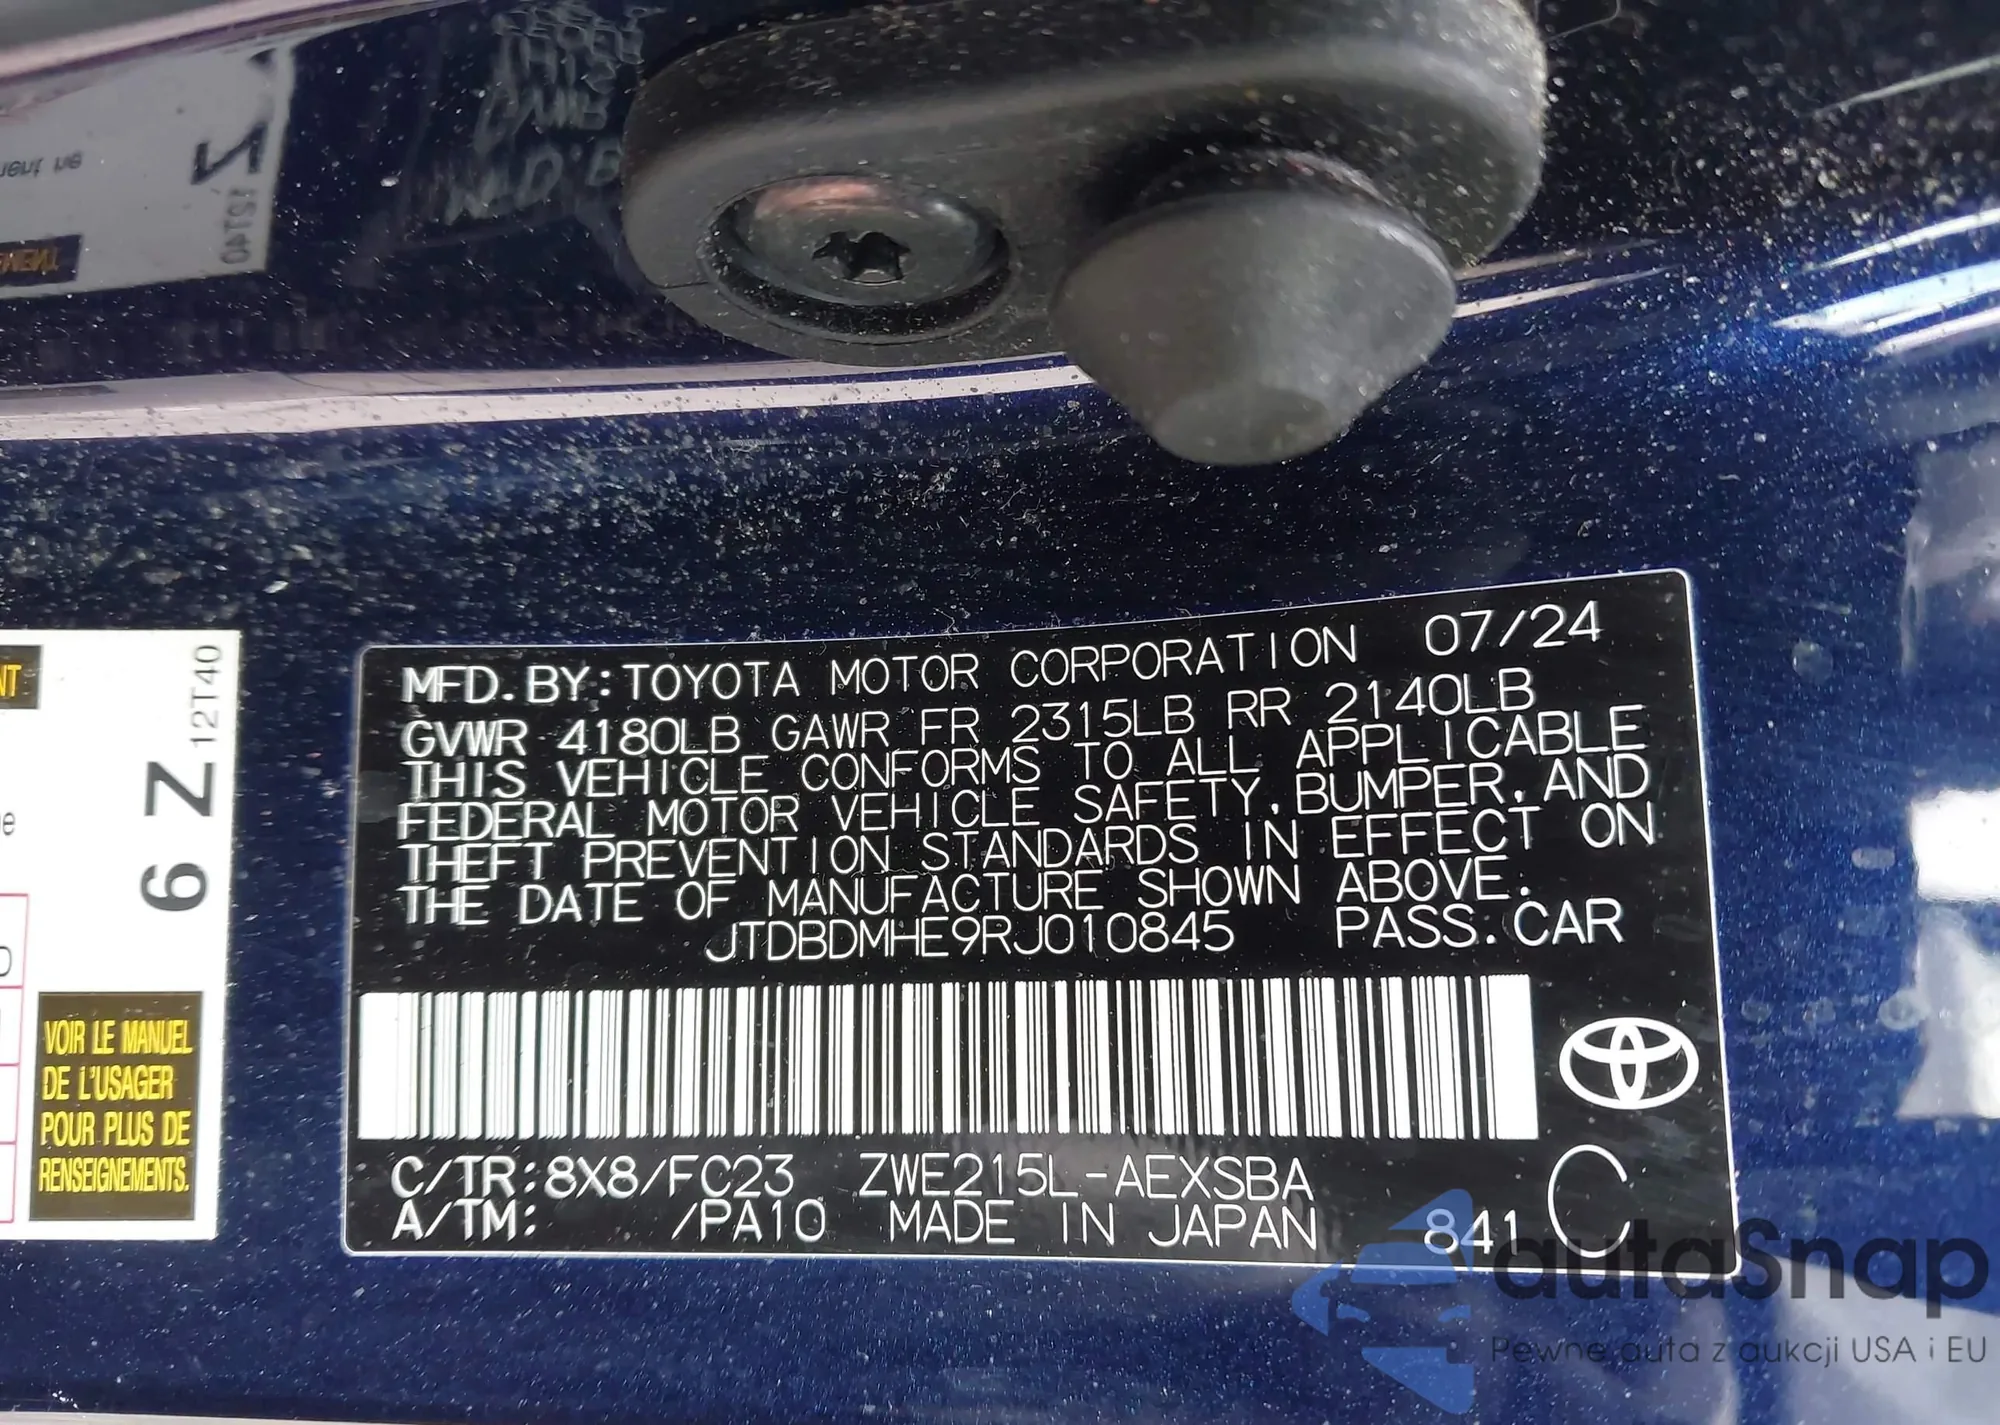 MFD. BY: TOYOTA MOTOR CORPORATION 07/24
GVWR 4180LB GAWR FR 2315LB RR 2140LB
THIS VEHICLE CONFORMS TO ALL APPLICABLE
FEDERAL MOTOR VEHICLE SAFETY, BUMPER, AND
THEFT PREVENTION STANDARDS IN EFFECT ON
THE DATE OF MANUFACTURE SHOWN ABOVE.
JTDBDMHE9RJ010845 PASS. CAR
C/TR: 8X8/FC23 ZWE215L-AEXSBA
A/TM: /PA10 MADE IN JAPAN 841 C
6 Z 12T40
VOIR LE MANUEL
DE L'USAGER
POUR PLUS DE
RENSEIGNEMENTS.
autaSnap
Pewne auta z aukcji USA i EU